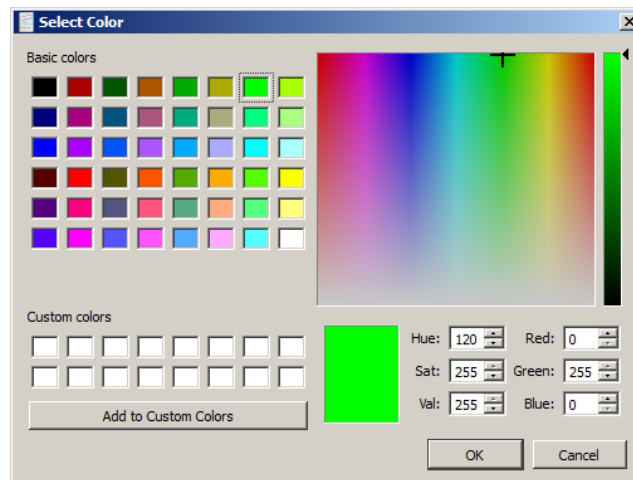 Select Color
Basic colors
Custom colors
Add to Custom Colors
Hue: 120 Red: 0
Sat: 255 Green: 255
Val: 255 Blue: 0
OK Cancel